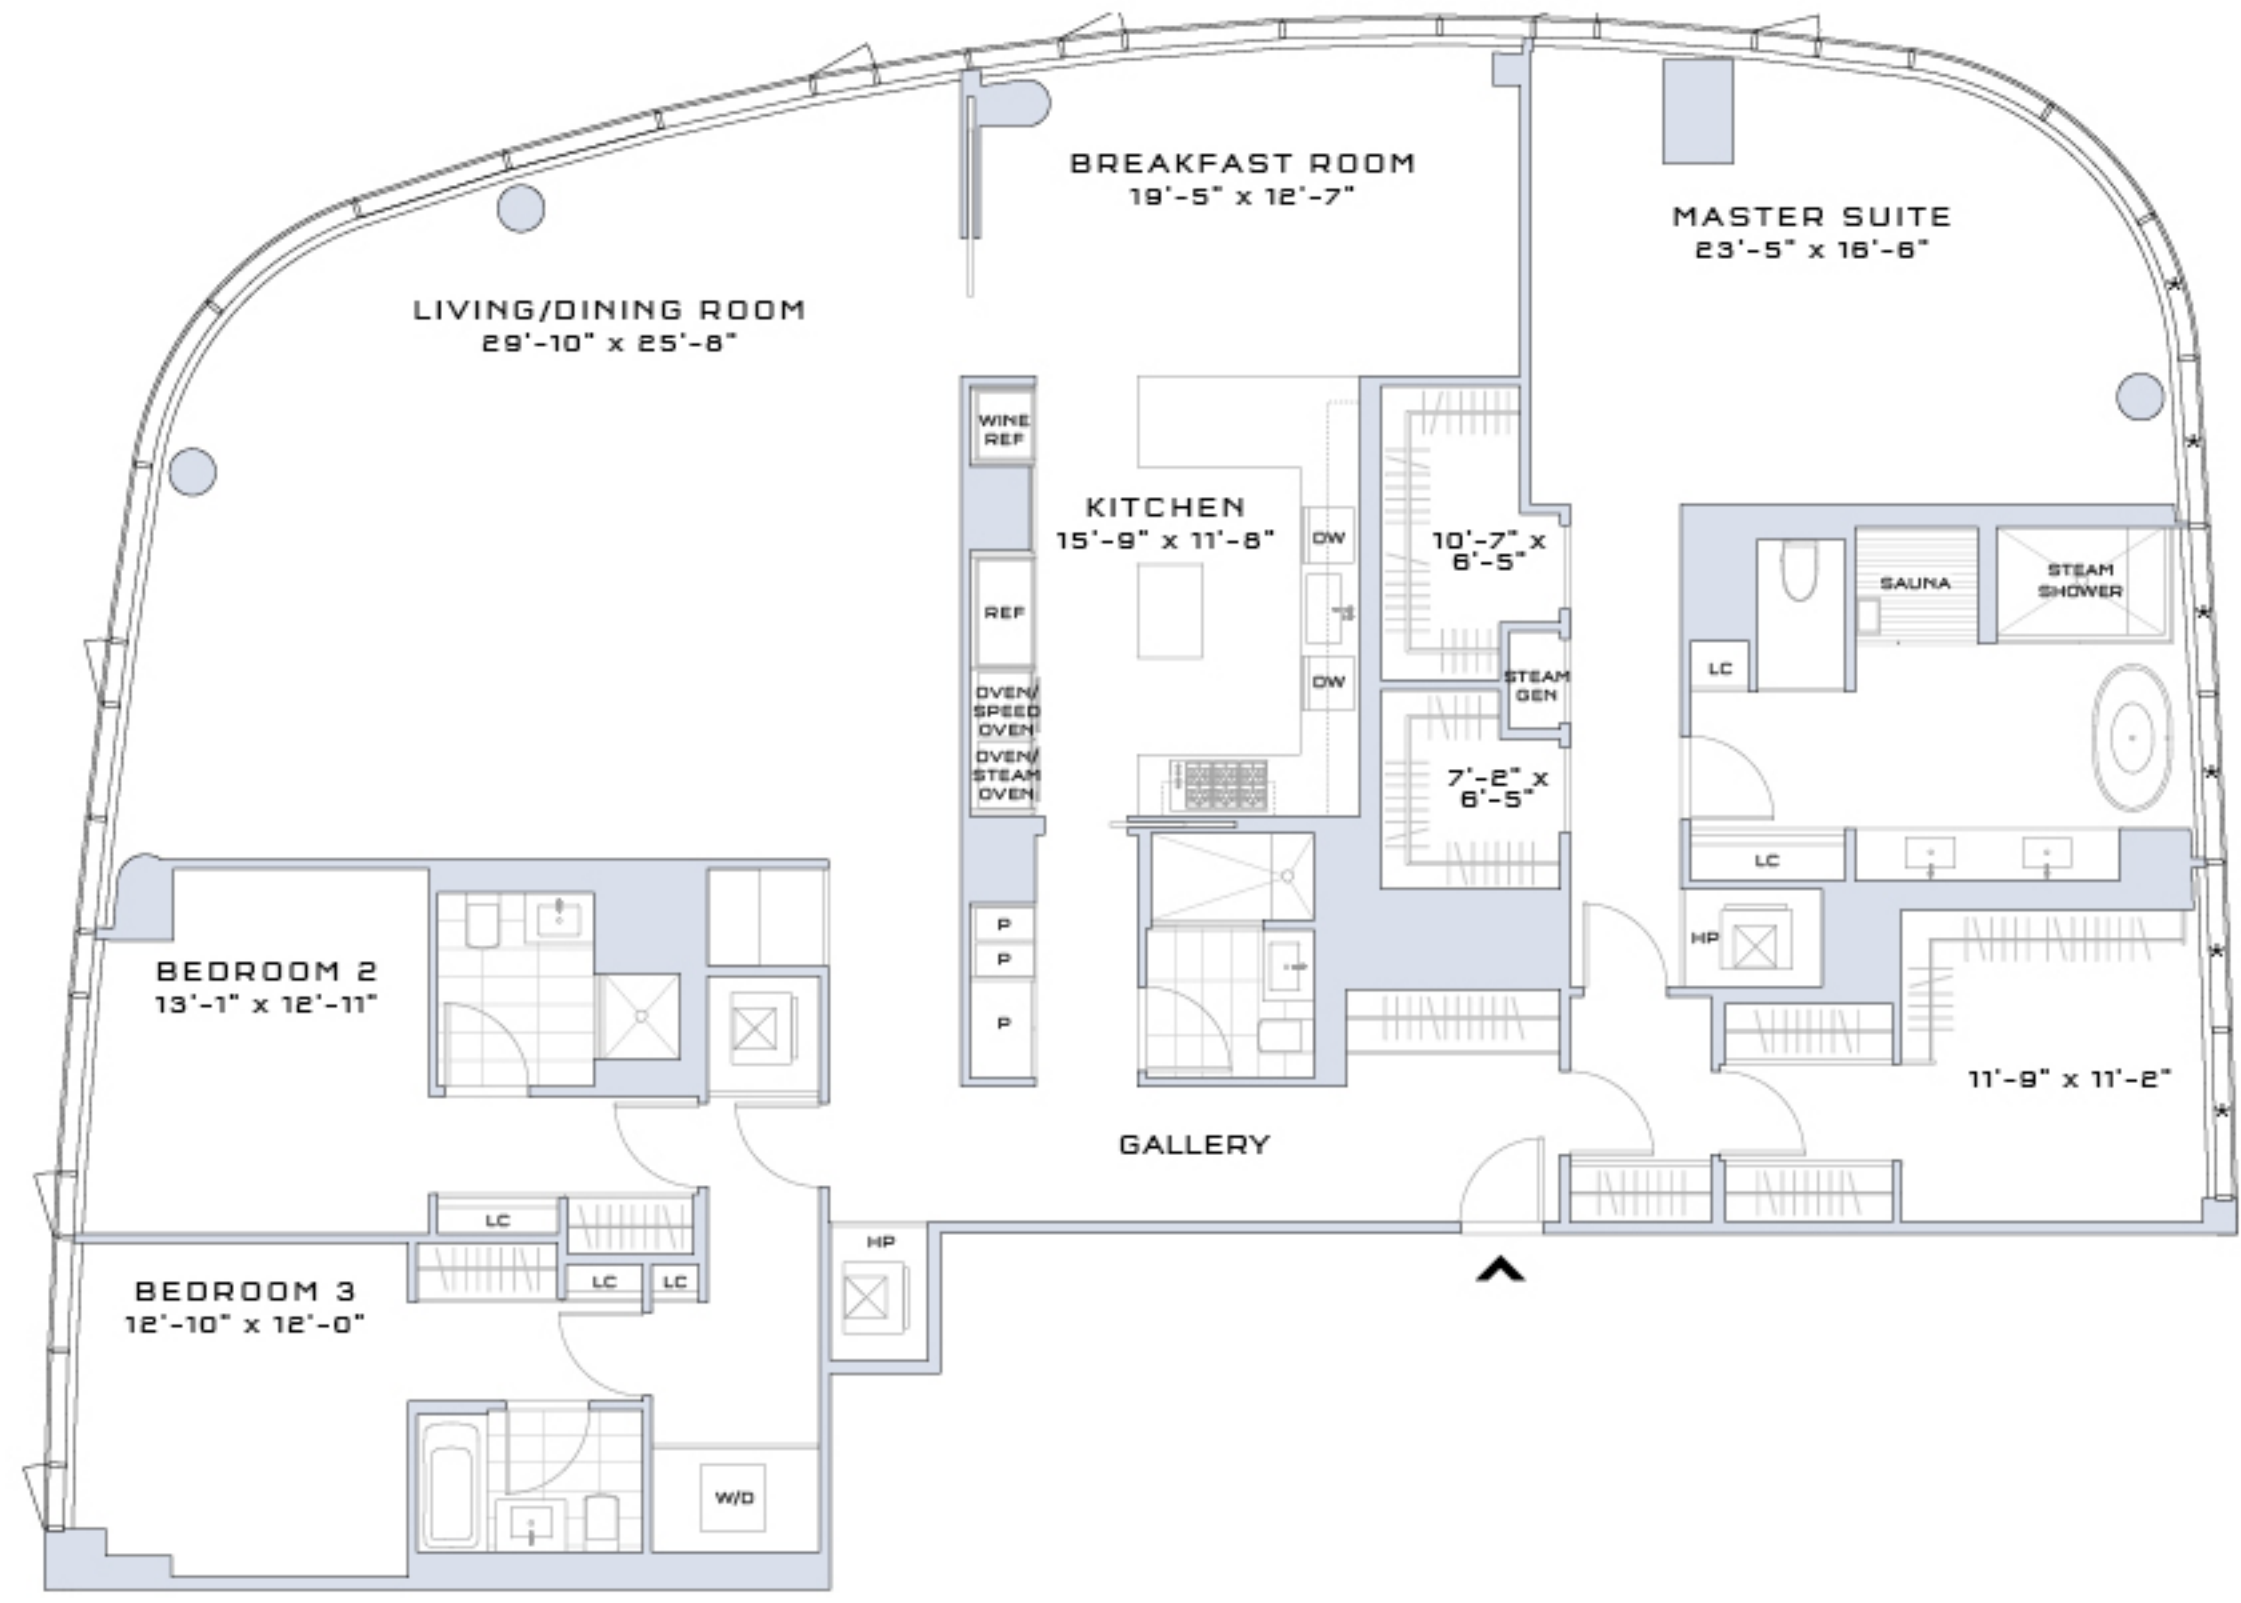 BREAKFAST ROOM
19'-5" x 12'-7"
MASTER SUITE
23'-5" x 16'-6"
LIVING/DINING ROOM
29'-10" x 25'-8"
WINE
REF
KITCHEN
15'-9" x 11'-8"
DW
10'-7" x
6'-5"
SAUNA
STEAM
SHOWER
REF
LC
DW
STEAM
GEN
OVEN/
SPEED
OVEN
OVEN/
STEAM
OVEN
7'-2" x
6'-5"
LC
P
P
P
HP
BEDROOM 2
13'-1" x 12'-11"
11'-9" x 11'-2"
GALLERY
LC
HP
LC
LC
BEDROOM 3
12'-10" x 12'-0"
W/D